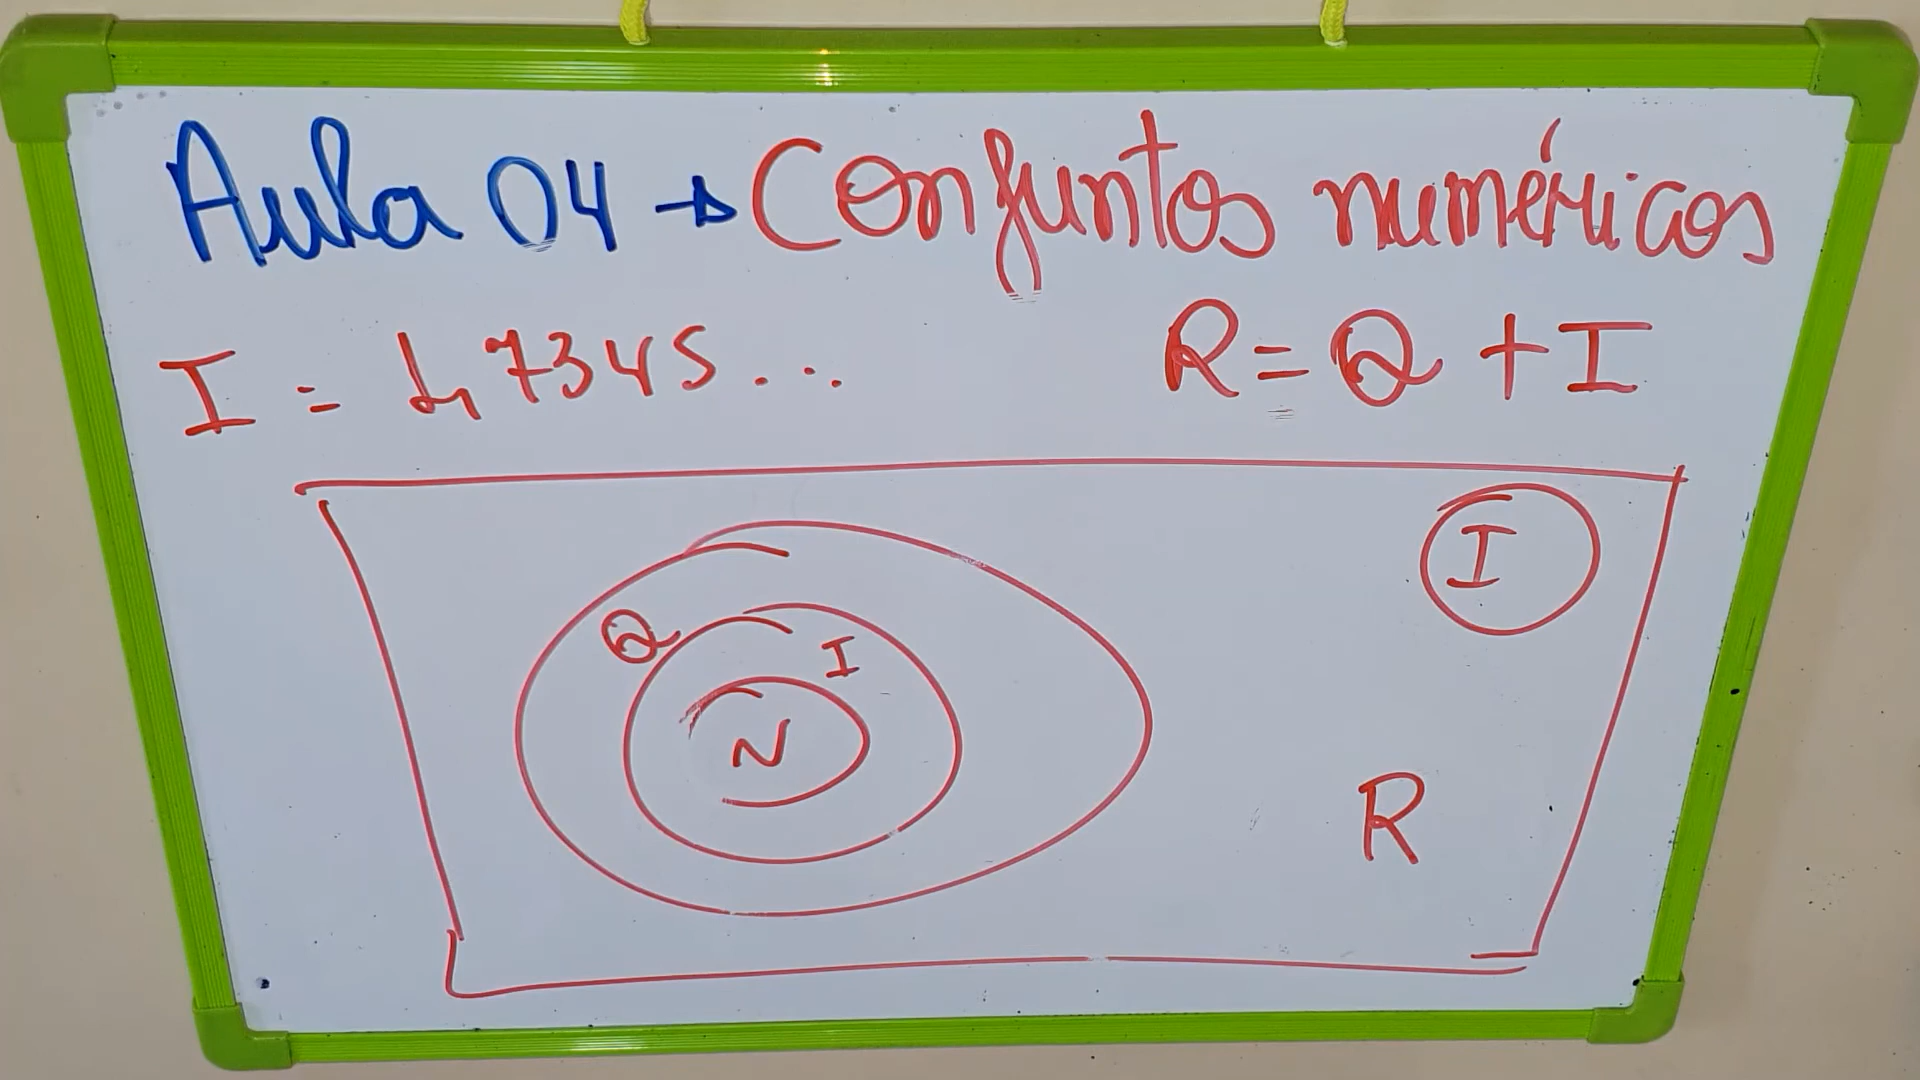 Aula 04 → Conjuntos numéricos
I = 1,7345... R = Q + I
I
Q I
N
R